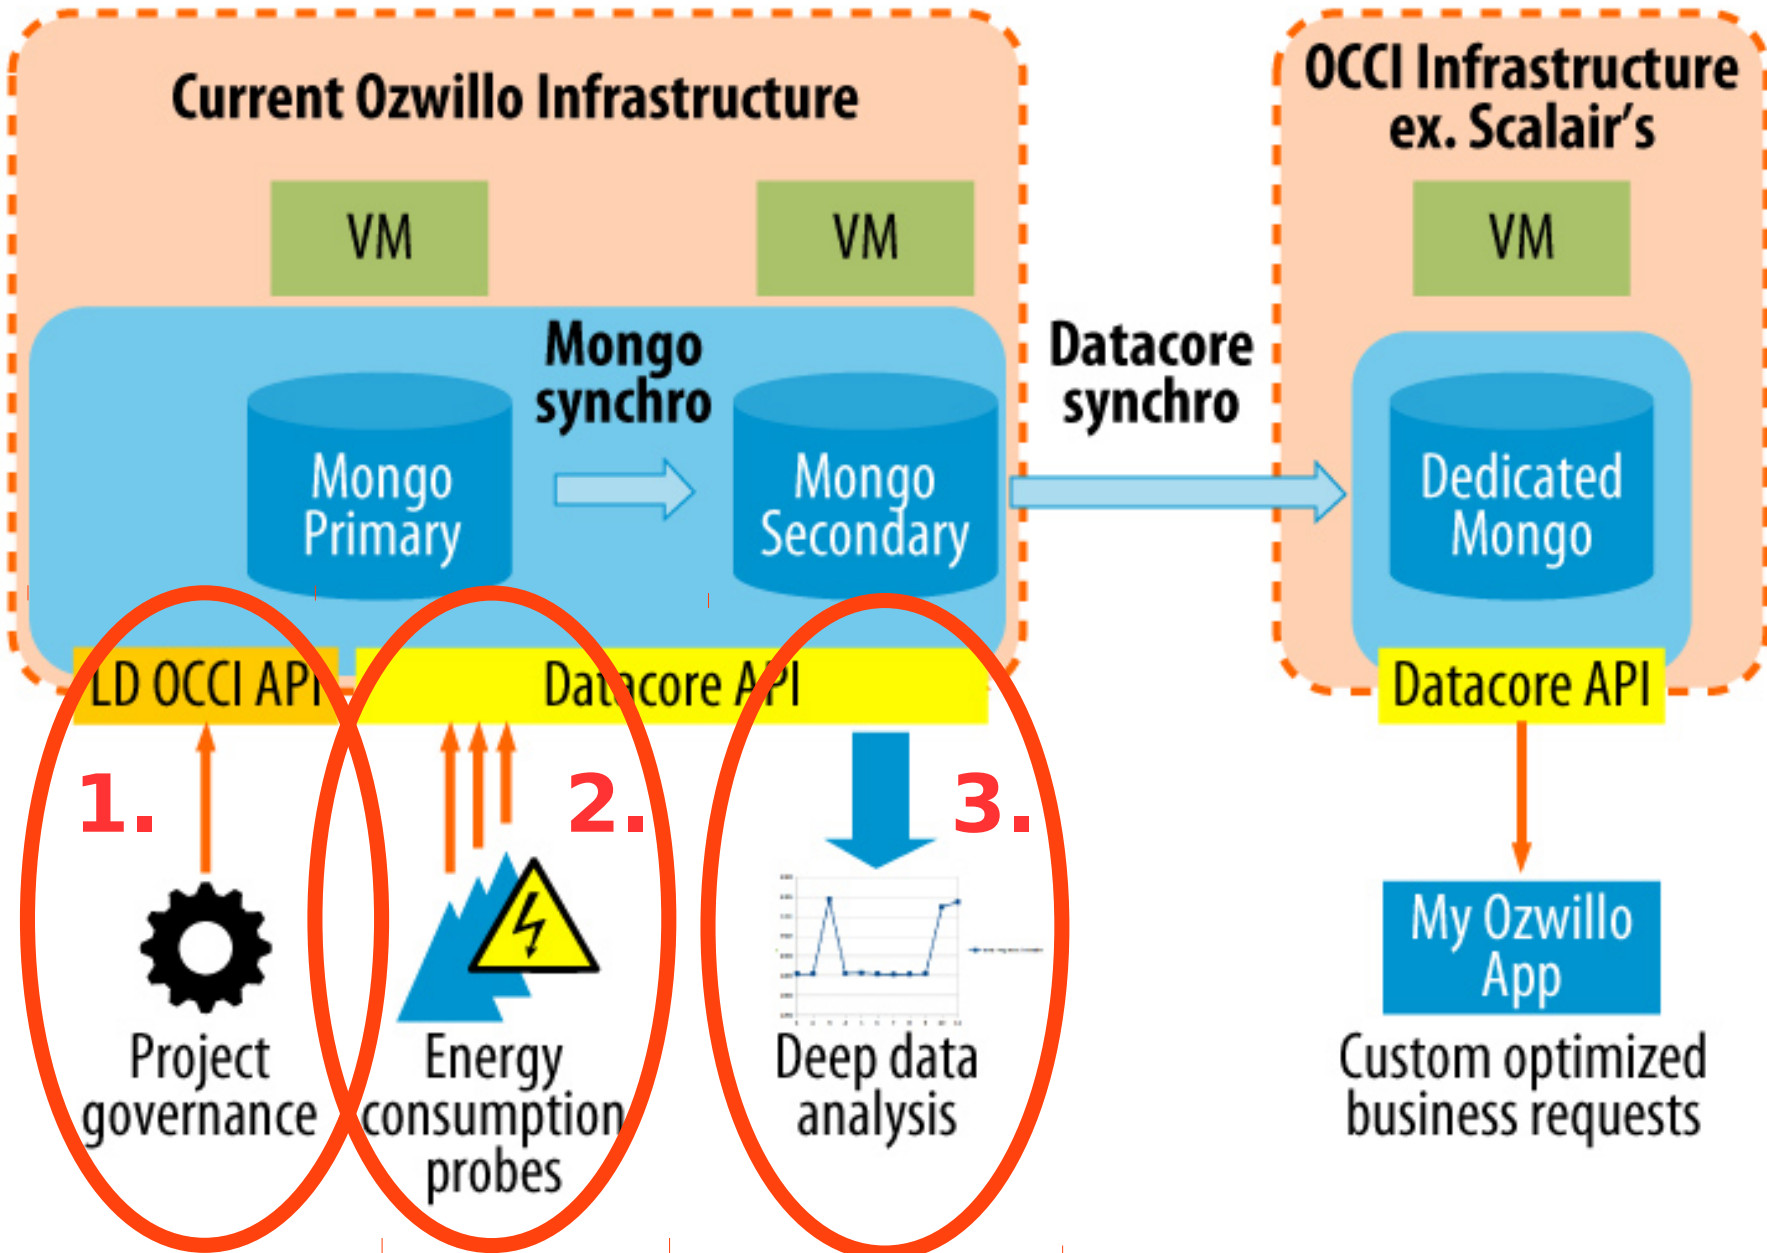 Current Ozwillo Infrastructure
OCCI Infrastructure
ex. Scalair's
VM
VM
VM
Mongo
synchro
Datacore
synchro
Mongo
Primary
Mongo
Secondary
Dedicated
Mongo
LD OCCI API
Datacore API
Datacore API
1.
2.
3.
My Ozwillo
App
Project
governance
Energy
consumption
probes
Deep data
analysis
Custom optimized
business requests